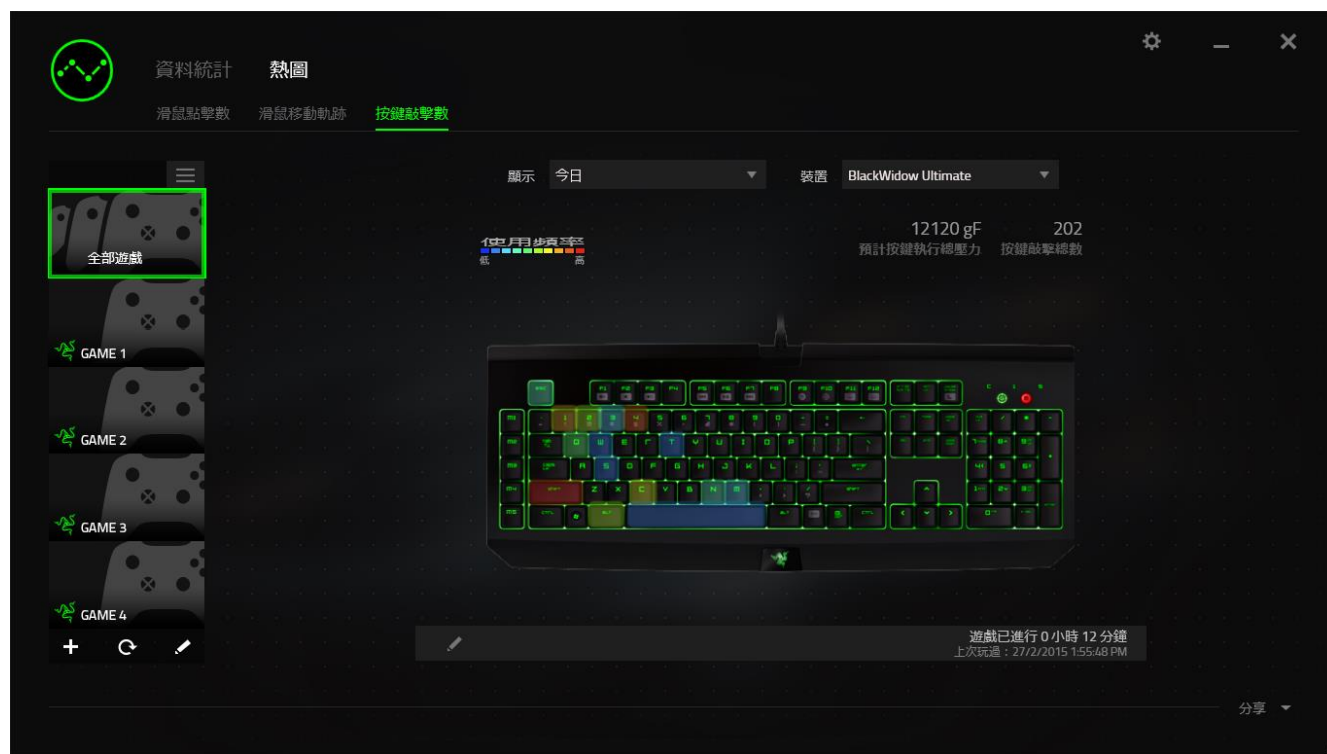 資料統計 熱圖
滑鼠點擊數 滑鼠移動軌跡 按鍵敲擊數
顯示 今日 裝置 BlackWidow Ultimate
全部遊戲
使用頻率
低 高
12120 gF 202
預計按鍵執行總壓力 按鍵敲擊總數
GAME 1
GAME 2
GAME 3
GAME 4
遊戲已進行 0 小時 12 分鐘
上次玩過：27/2/2015 1:55:48 PM
分享